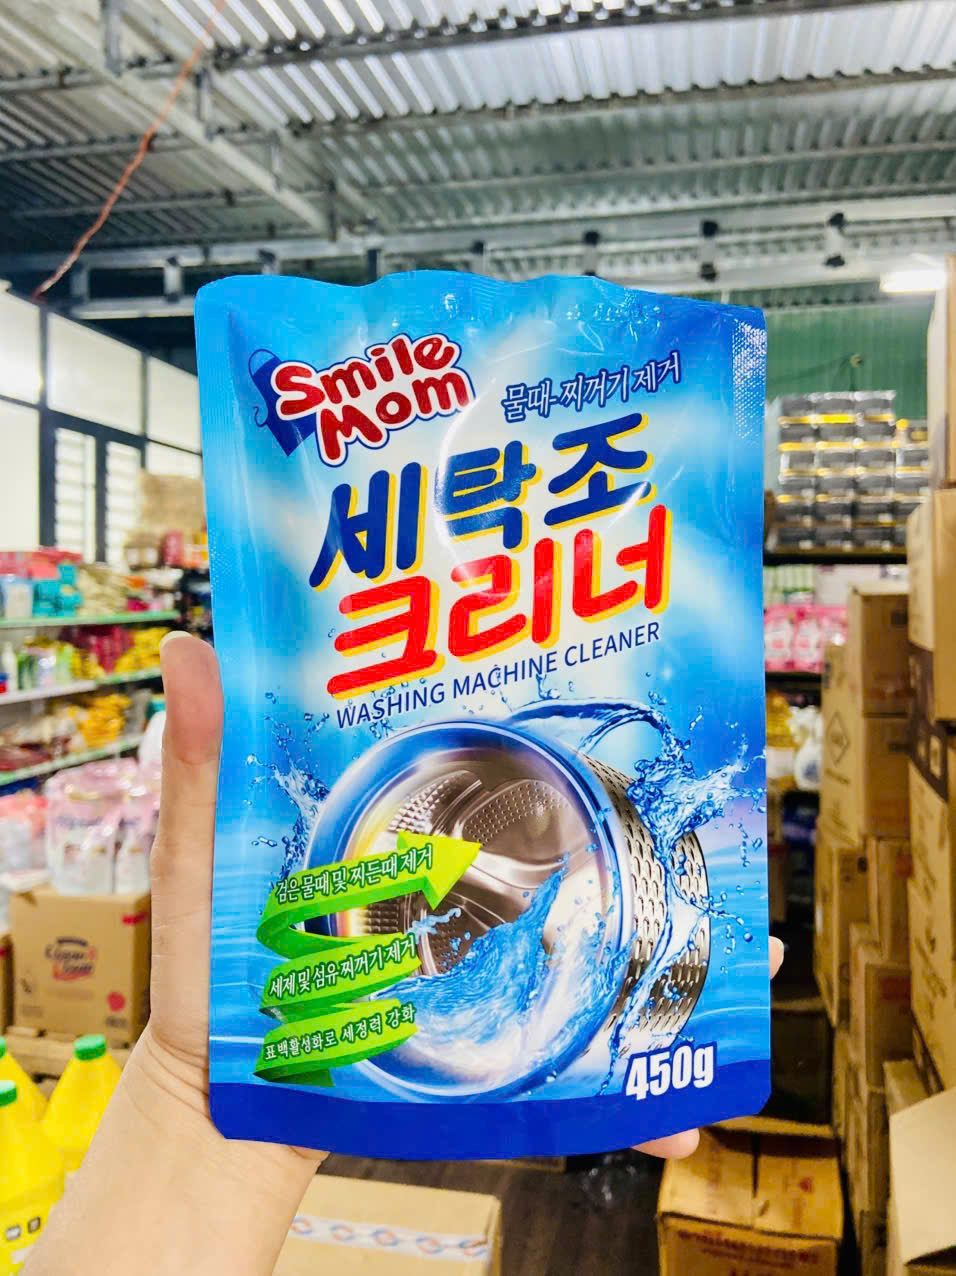 Smile
Mom
물때·찌꺼기 제거
세탁조
크리너
WASHING MACHINE CLEANER
검은물때 및 찌든때 제거
세제 및 섬유 찌꺼기 제거
표백활성화로 세정력 강화
450g